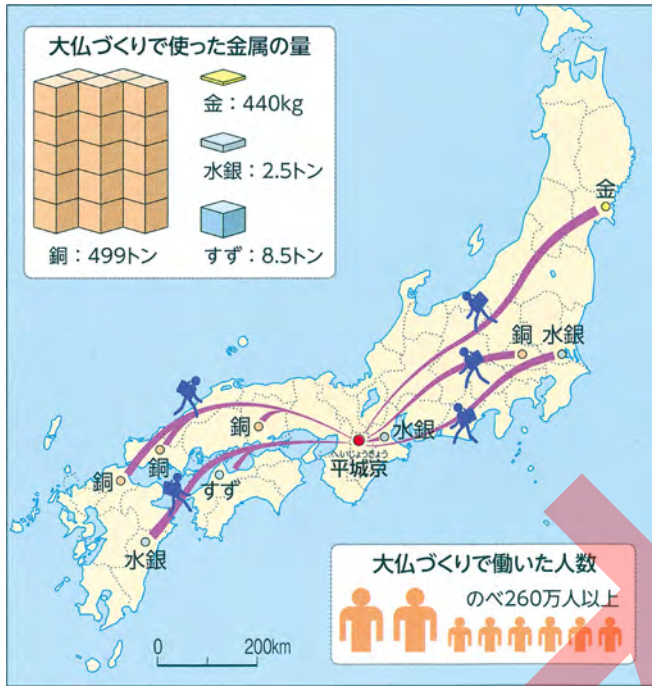 大仏づくりで使った金属の量
金：440kg
水銀：2.5トン
銅：499トン
すず：8.5トン
金
銅 水銀
銅
水銀
へいじょうきょう
平城京
銅
銅
すず
水銀
大仏づくりで働いた人数
のべ260万人以上
0 200km